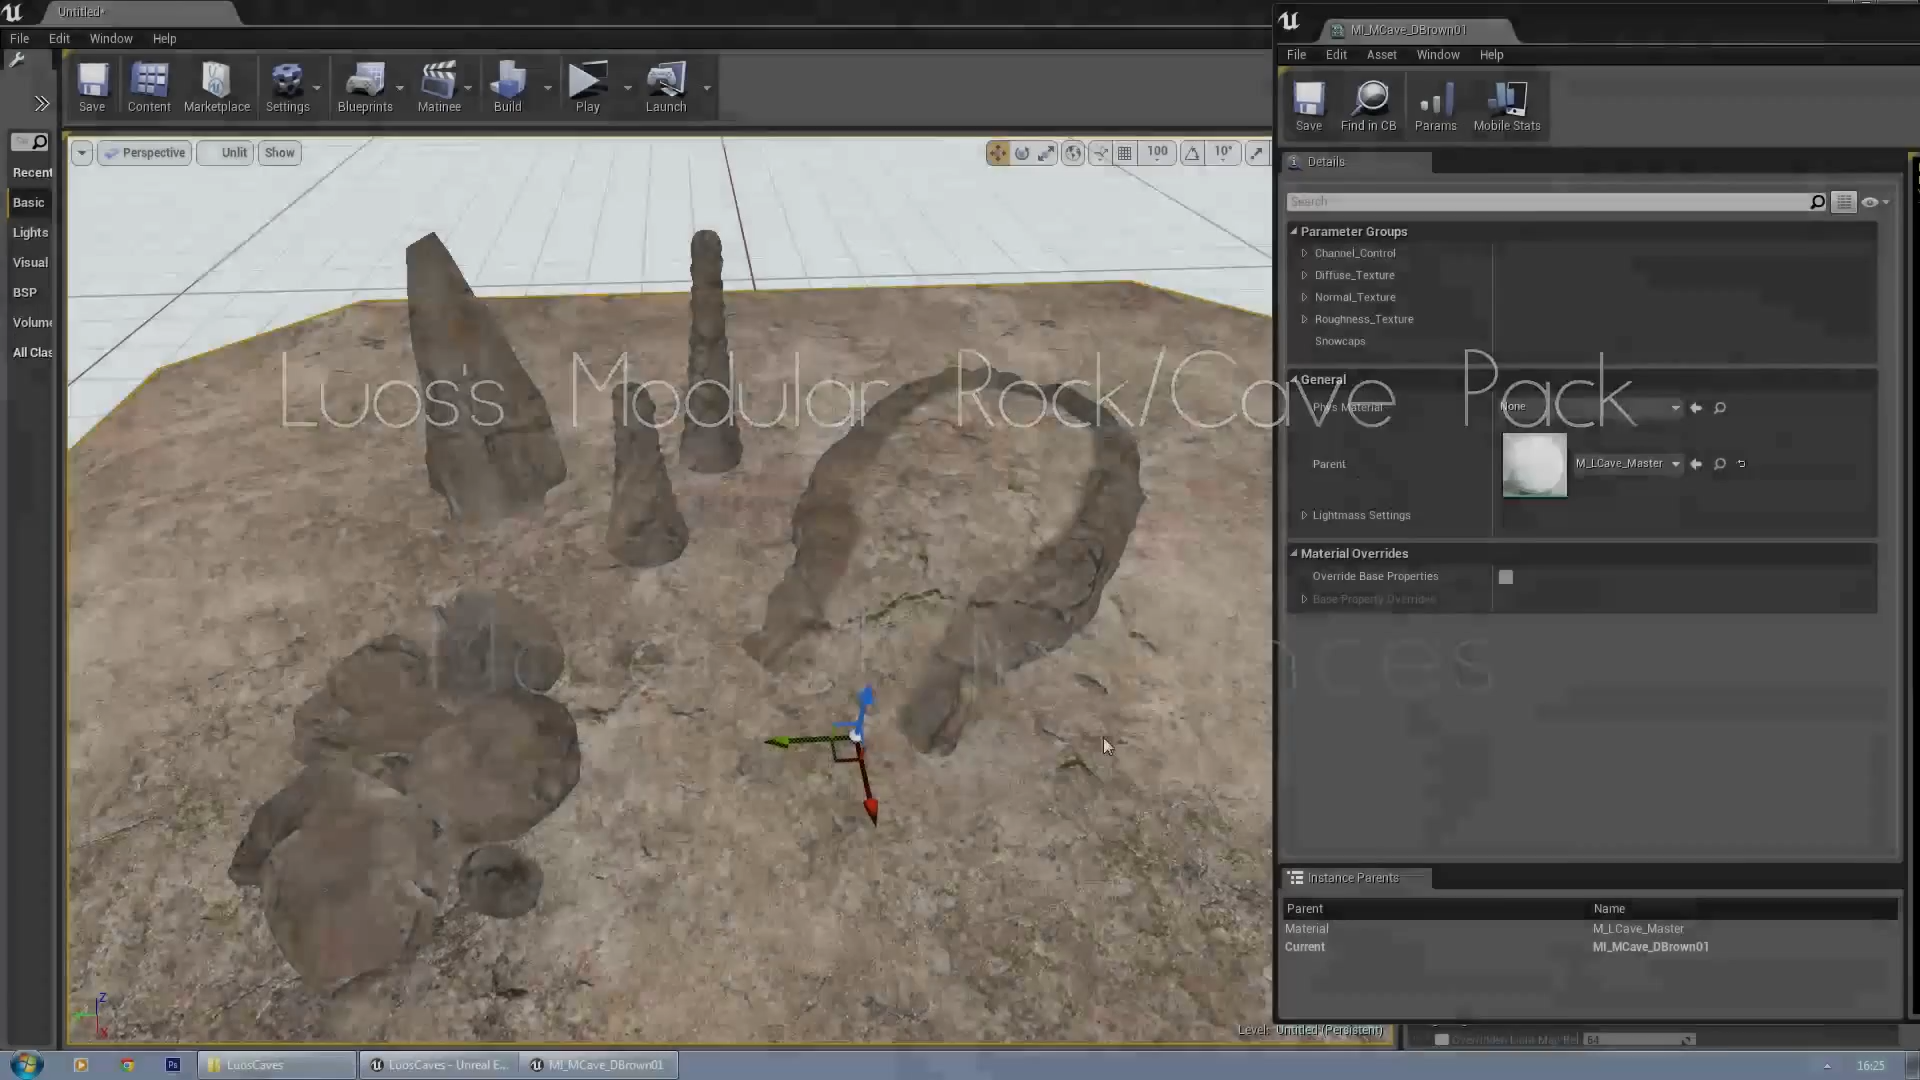 Untitled*
File Edit Window Help
Save Content Marketplace Settings Blueprints Matinee Build Play Launch
Perspective Unlit Show
100 10°
Recent
Basic
Lights
Visual
BSP
Volume
All Clas
Luos's Modular Rock/Cave Pack
MI_MCave_DBrown01
File Edit Asset Window Help
Save Find in CB Params Mobile Stats
Details
Search
Parameter Groups
Channel_Control
Diffuse_Texture
Normal_Texture
Roughness_Texture
Snowcaps
General
Phys Material None
Parent M_LCave_Master
Lightmass Settings
Material Overrides
Override Base Properties
Base Property Overrides
Instance Parents
Parent Name
Material M_LCave_Master
Current MI_MCave_DBrown01
Level: Untitled (Persistent)
64
LuosCaves LuosCaves - Unreal E... MI_MCave_DBrown01
16:25